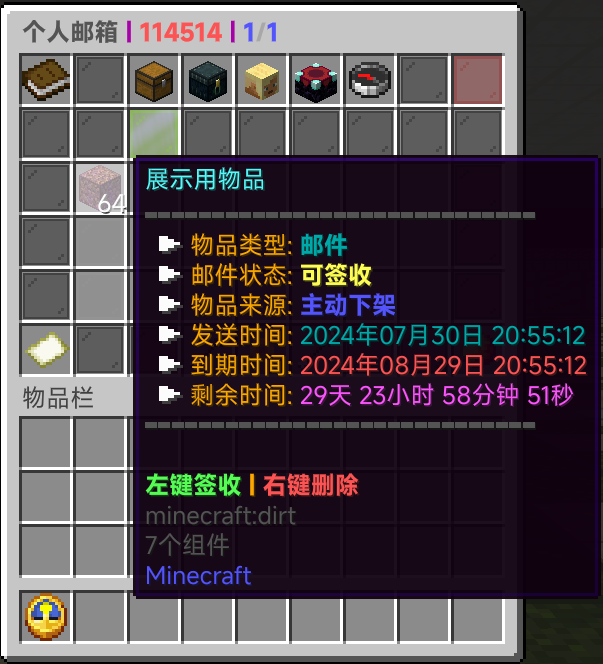 个人邮箱 | 114514 | 1/1
64
展示用物品
物品类型: 邮件
邮件状态: 可签收
物品来源: 主动下架
发送时间: 2024年07月30日 20:55:12
到期时间: 2024年08月29日 20:55:12
剩余时间: 29天 23小时 58分钟 51秒
物品栏
左键签收 | 右键删除
minecraft:dirt
7个组件
Minecraft